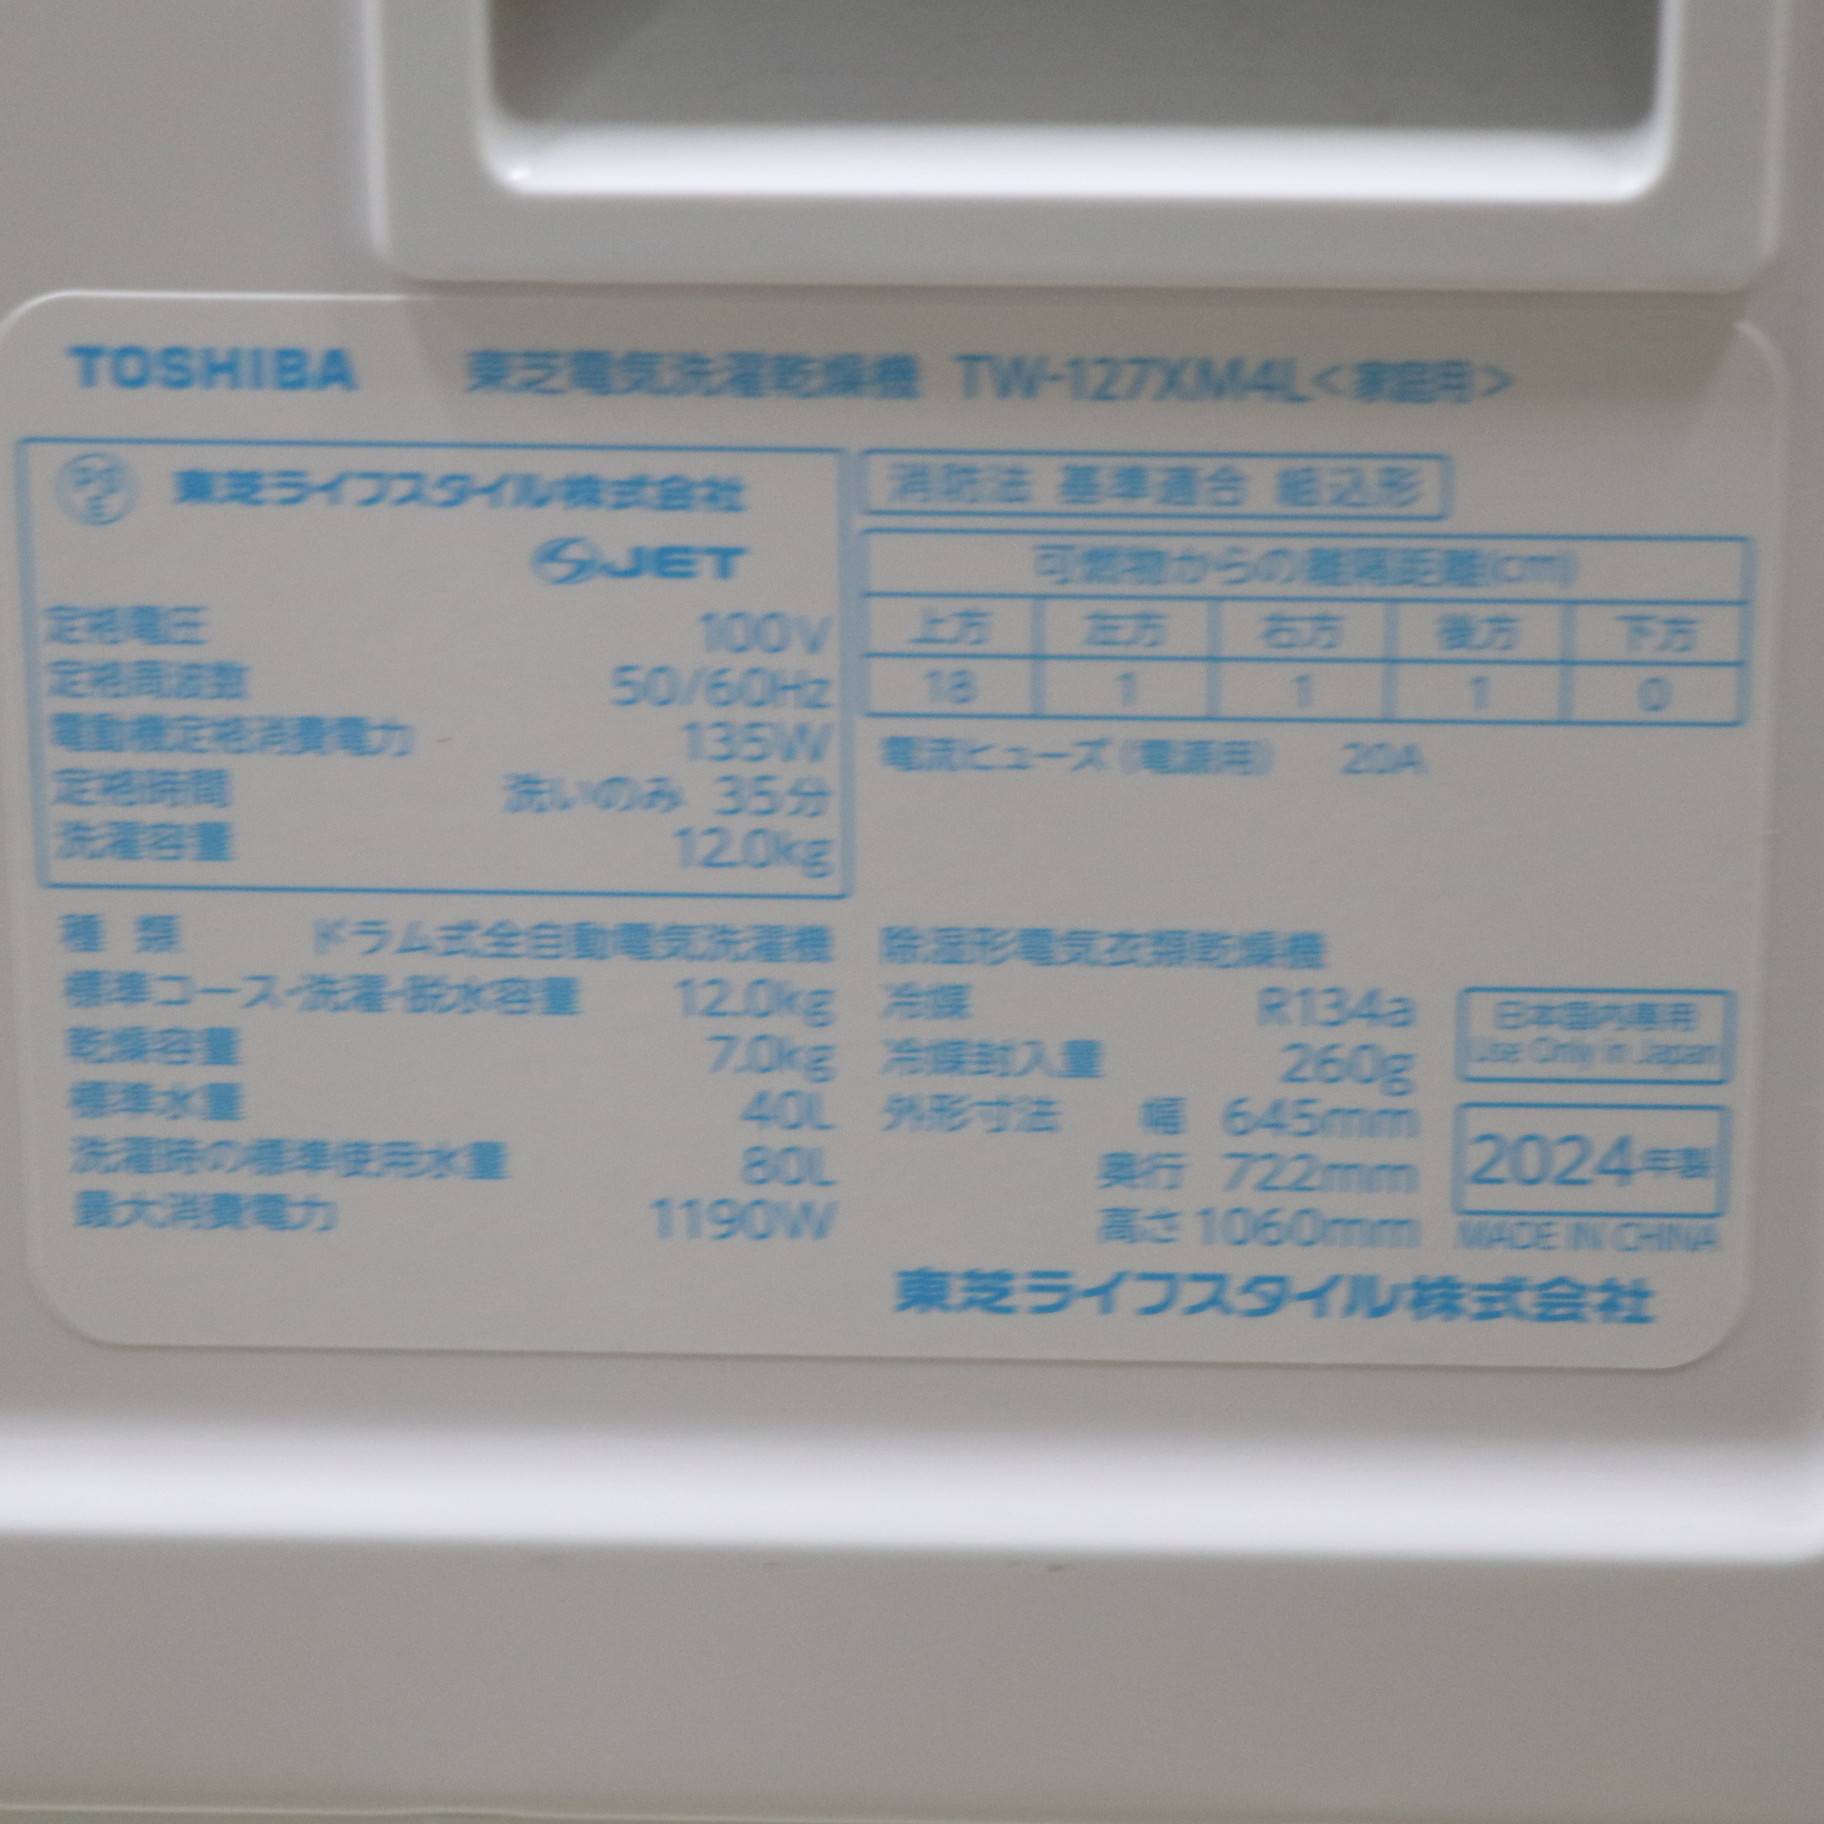 TOSHIBA 東芝電気洗濯乾燥機 TW-127XM4L<家庭用>
PSE 東芝ライフスタイル株式会社
JET
定格電圧 100V
定格周波数 50/60Hz
電動機定格消費電力 135W
定格時間 洗いのみ 35分
洗濯容量 12.0kg
消防法 基準適合 組込形
可燃物からの離隔距離(cm)
上方 左方 右方 後方 下方
18 1 1 1 0
電流ヒューズ(電源用) 20A
種類 ドラム式全自動電気洗濯機
標準コース・洗濯・脱水容量 12.0kg
乾燥容量 7.0kg
標準水量 40L
洗濯時の標準使用水量 80L
最大消費電力 1190W
除湿形電気衣類乾燥機
冷媒 R134a
冷媒封入量 260g
外形寸法 幅 645mm
奥行 722mm
高さ 1060mm
日本国内専用
Use Only in Japan
2024年製
MADE IN CHINA
東芝ライフスタイル株式会社